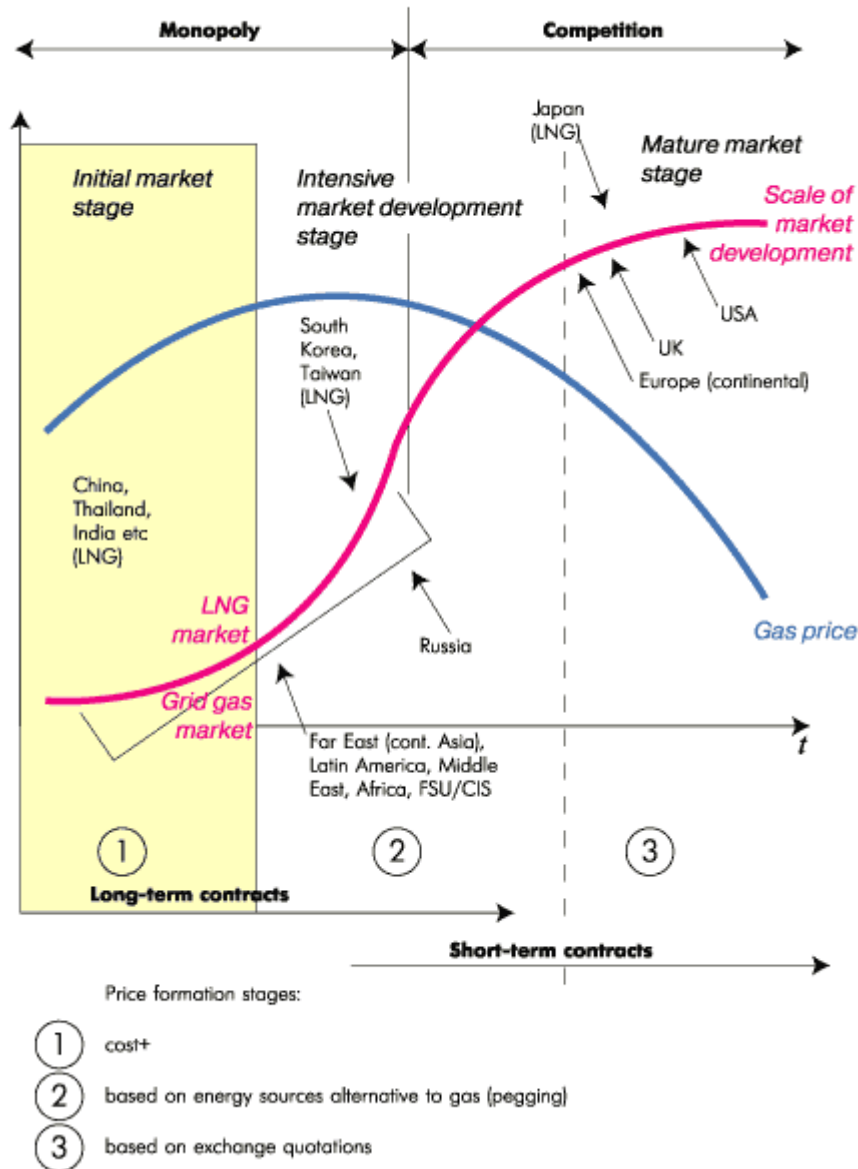 Monopoly
Competition
Japan
(LNG)
Initial market
stage
Intensive
market development
stage
Mature market
stage
Scale of
market
development
USA
UK
Europe (continental)
South
Korea,
Taiwan
(LNG)
China,
Thailand,
India etc
(LNG)
LNG
market
Grid gas
market
Russia
Gas price
Far East (cont. Asia),
Latin America, Middle
East, Africa, FSU/CIS
t
1
2
3
Long-term contracts
Short-term contracts
Price formation stages:
1 cost+
2 based on energy sources alternative to gas (pegging)
3 based on exchange quotations